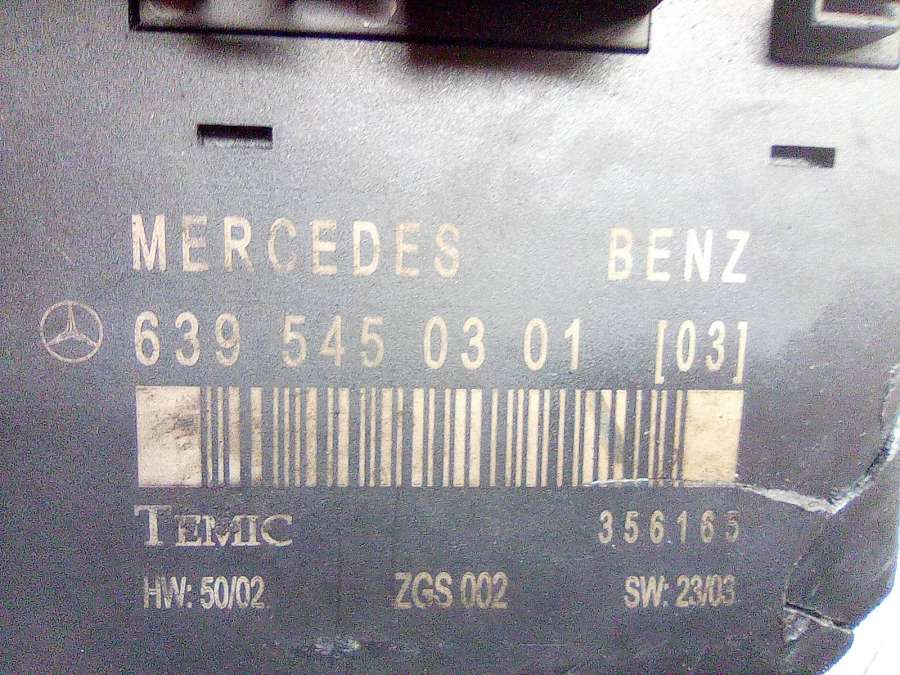 MERCEDES BENZ
639 545 03 01 [03]
TEMIC 356165
HW: 50/02 ZGS 002 SW: 23/03